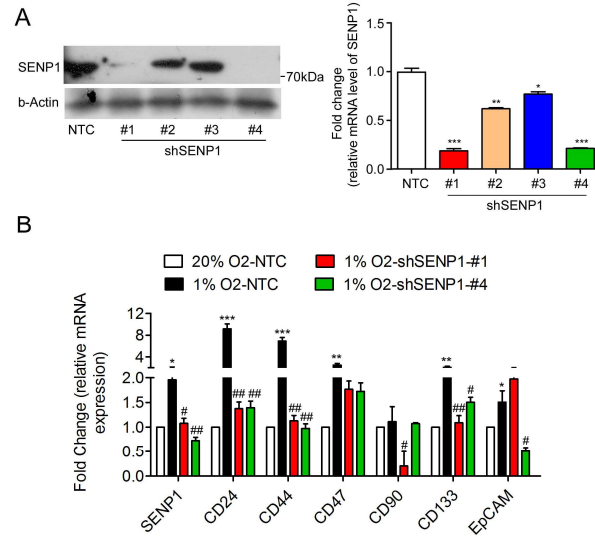 A
SENP1
70kDa
b-Actin
NTC #1 #2 #3 #4
shSENP1
Fold change
(relative mRNA level of SENP1)
1.5
1.0
0.5
0.0
***
**
*
***
NTC #1 #2 #3 #4
shSENP1
B
20% O2-NTC
1% O2-shSENP1-#1
1% O2-NTC
1% O2-shSENP1-#4
Fold Change (relative mRNA
expression)
12
8
4
2.0
1.5
1.0
0.5
0.0
* # ##
*** ## ##
*** ## ##
**
#
** ## #
* #
SENP1
CD24
CD44
CD47
CD90
CD133
EpCAM